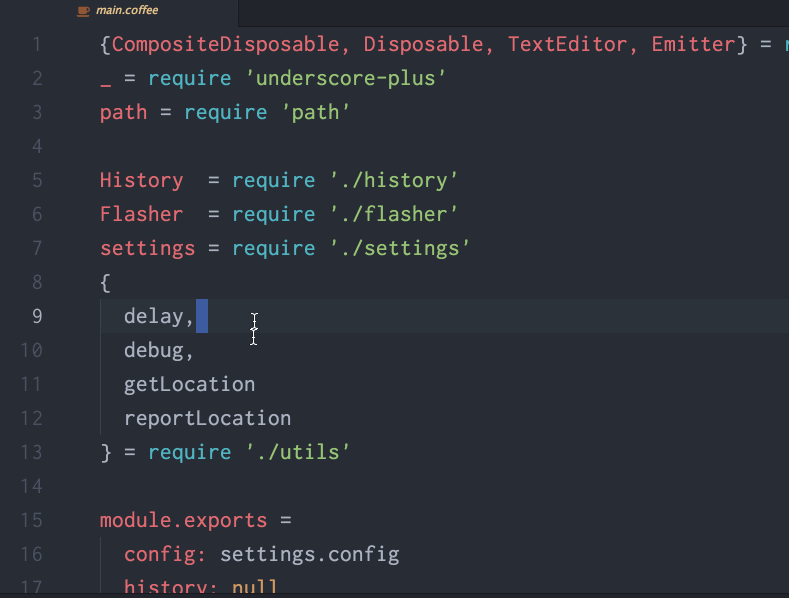 main.coffee
1 {CompositeDisposable, Disposable, TextEditor, Emitter} =
2 _ = require 'underscore-plus'
3 path = require 'path'
4
5 History  = require './history'
6 Flasher  = require './flasher'
7 settings = require './settings'
8 {
9   delay,
10   debug,
11   getLocation
12   reportLocation
13 } = require './utils'
14
15 module.exports =
16   config: settings.config
17   history: null